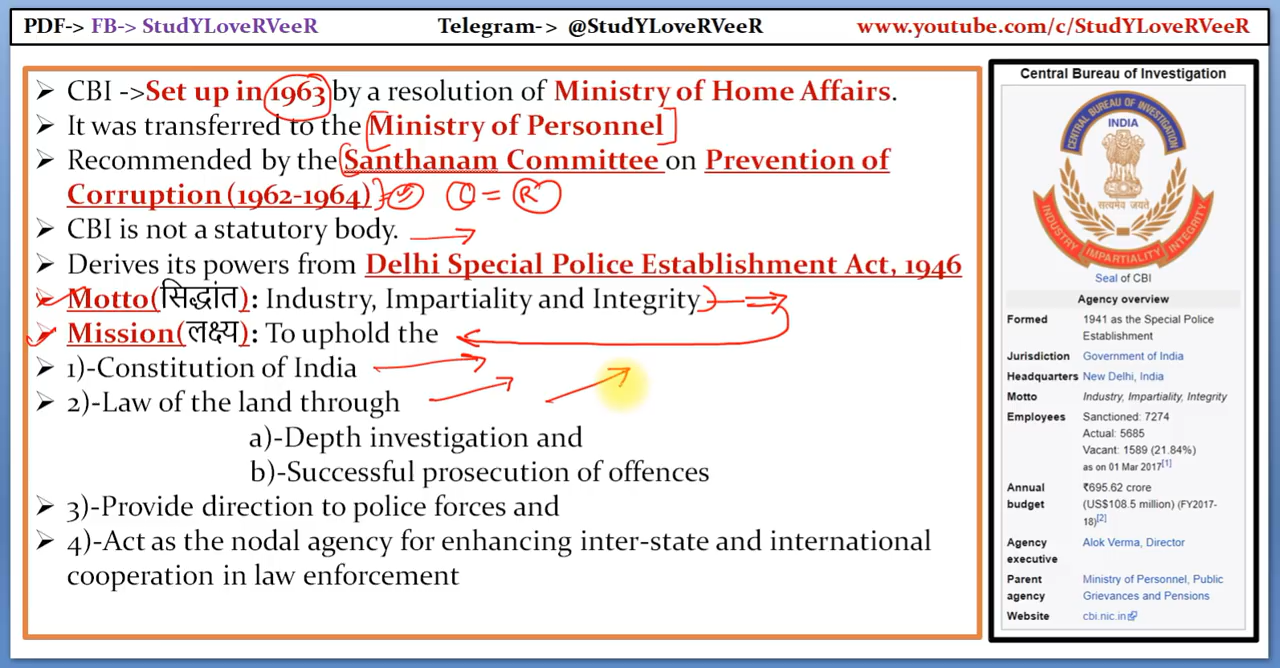 PDF-> FB-> StudYLoveRVeeR Telegram-> @StudYLoveRVeeR www.youtube.com/c/StudYLoveRVeeR
➢ CBI ->Set up in 1963 by a resolution of Ministry of Home Affairs.
➢ It was transferred to the Ministry of Personnel
➢ Recommended by the Santhanam Committee on Prevention of
Corruption (1962-1964)
➢ CBI is not a statutory body.
➢ Derives its powers from Delhi Special Police Establishment Act, 1946
➢ Motto(सिद्धांत): Industry, Impartiality and Integrity
➢ Mission(लक्ष्य): To uphold the
➢ 1)-Constitution of India
➢ 2)-Law of the land through
a)-Depth investigation and
b)-Successful prosecution of offences
➢ 3)-Provide direction to police forces and
➢ 4)-Act as the nodal agency for enhancing inter-state and international
cooperation in law enforcement
Central Bureau of Investigation
CENTRAL BUREAU OF INVESTIGATION
INDIA
सत्यमेव जयते
INDUSTRY IMPARTIALITY INTEGRITY
Seal of CBI
Agency overview
Formed 1941 as the Special Police
Establishment
Jurisdiction Government of India
Headquarters New Delhi, India
Motto Industry, Impartiality, Integrity
Employees Sanctioned: 7274
Actual: 5685
Vacant: 1589 (21.84%)
as on 01 Mar 2017[1]
Annual ₹695.62 crore
budget (US$108.5 million) (FY2017-
18)[2]
Agency Alok Verma, Director
executive
Parent Ministry of Personnel, Public
agency Grievances and Pensions
Website cbi.nic.in